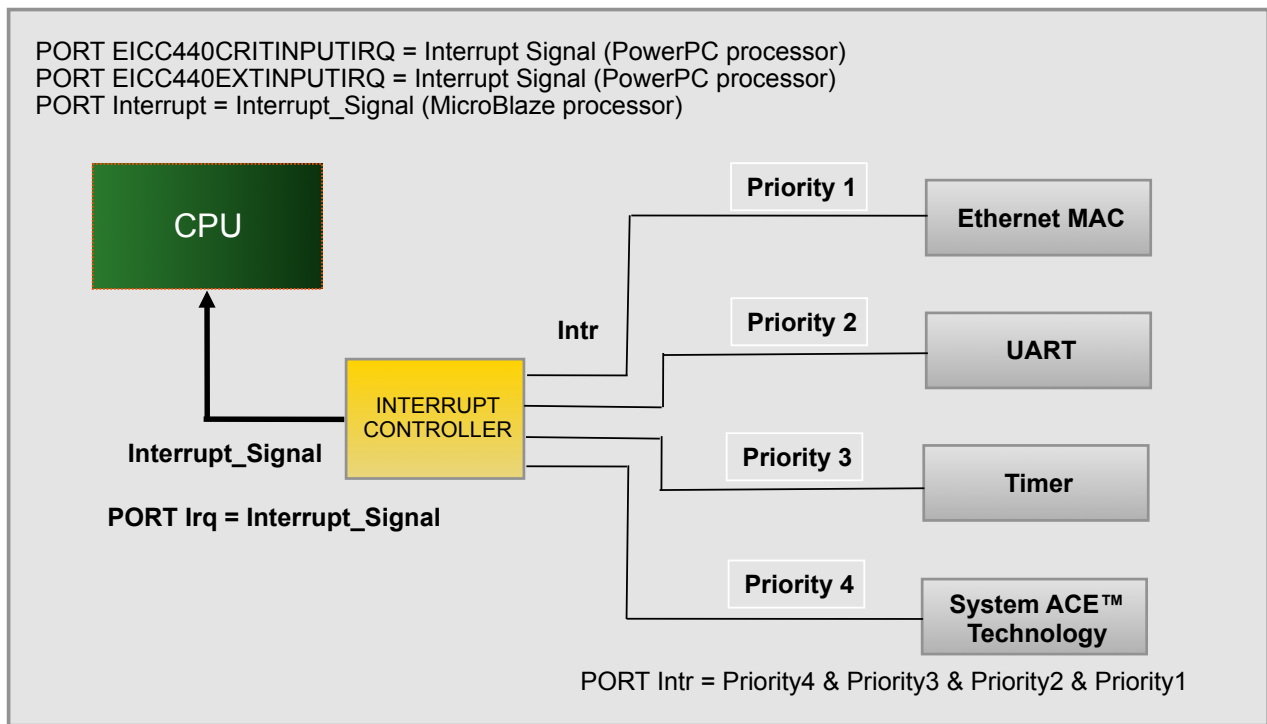 PORT EICC440CRITINPUTIRQ = Interrupt Signal (PowerPC processor)
PORT EICC440EXTINPUTIRQ = Interrupt Signal (PowerPC processor)
PORT Interrupt = Interrupt_Signal (MicroBlaze processor)
CPU
Priority 1
Ethernet MAC
Intr
Priority 2
UART
INTERRUPT
CONTROLLER
Interrupt_Signal
Priority 3
Timer
PORT Irq = Interrupt_Signal
Priority 4
System ACE™
Technology
PORT Intr = Priority4 & Priority3 & Priority2 & Priority1